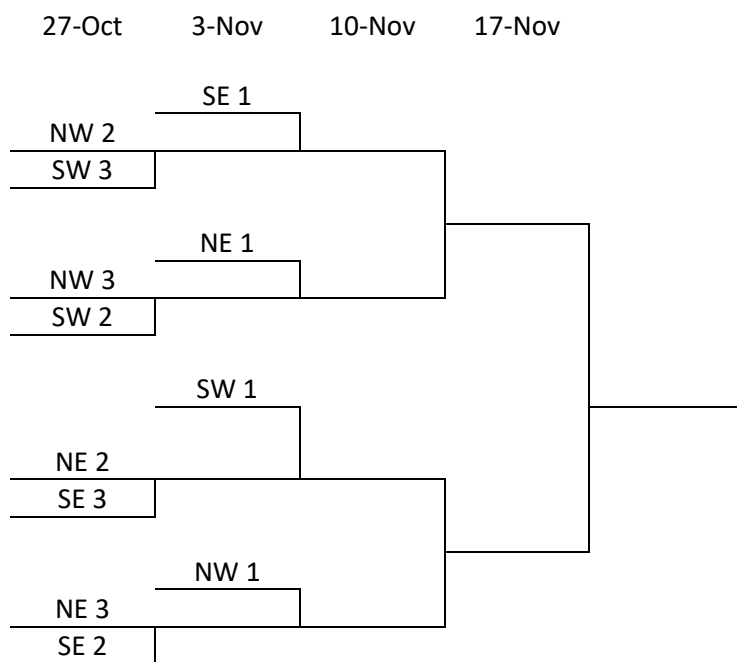 27-Oct 3-Nov 10-Nov 17-Nov
SE 1
NW 2
SW 3
NE 1
NW 3
SW 2
SW 1
NE 2
SE 3
NW 1
NE 3
SE 2